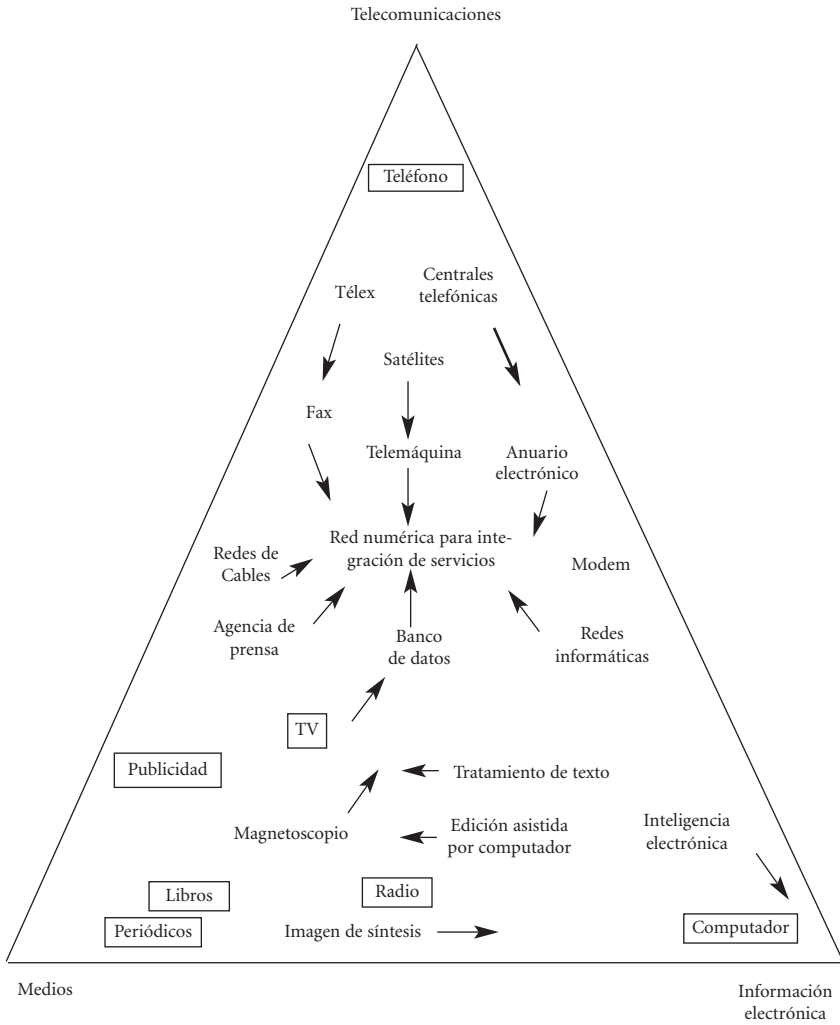 Telecomunicaciones
Teléfono
Télex
Centrales
telefónicas
Satélites
Fax
Telemáquina
Anuario
electrónico
Red numérica para inte-
gración de servicios
Redes de
Cables
Modem
Agencia de
prensa
Banco
de datos
Redes
informáticas
TV
Publicidad
Tratamiento de texto
Magnetoscopio
Edición asistida
por computador
Inteligencia
electrónica
Libros
Radio
Periódicos
Imagen de síntesis
Computador
Medios
Información
electrónica